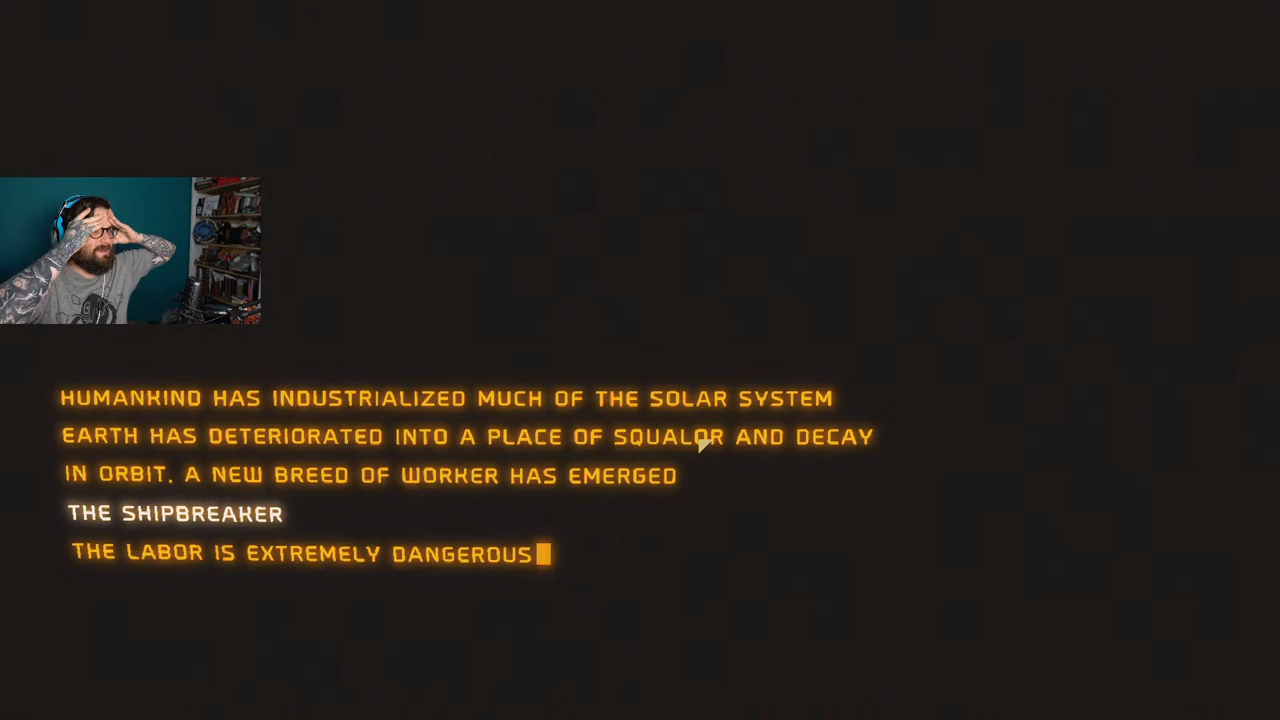 HUMANKIND HAS INDUSTRIALIZED MUCH OF THE SOLAR SYSTEM
EARTH HAS DETERIORATED INTO A PLACE OF SQUALOR AND DECAY
IN ORBIT, A NEW BREED OF WORKER HAS EMERGED
THE SHIPBREAKER
THE LABOR IS EXTREMELY DANGEROUS